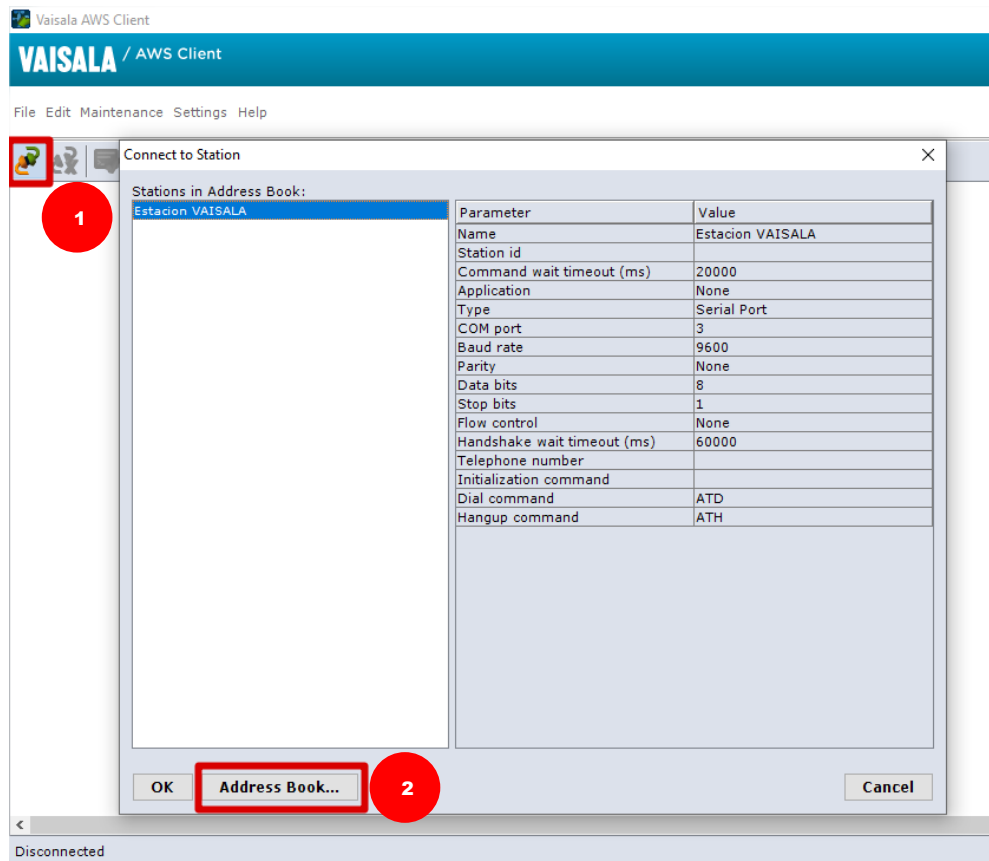 Vaisala AWS Client
VAISALA / AWS Client
File Edit Maintenance Settings Help
Connect to Station
1
Stations in Address Book:
Estacion VAISALA
Parameter Value
Name Estacion VAISALA
Station id
Command wait timeout (ms) 20000
Application None
Type Serial Port
COM port 3
Baud rate 9600
Parity None
Data bits 8
Stop bits 1
Flow control None
Handshake wait timeout (ms) 60000
Telephone number
Initialization command
Dial command ATD
Hangup command ATH
OK Address Book... 2 Cancel
Disconnected